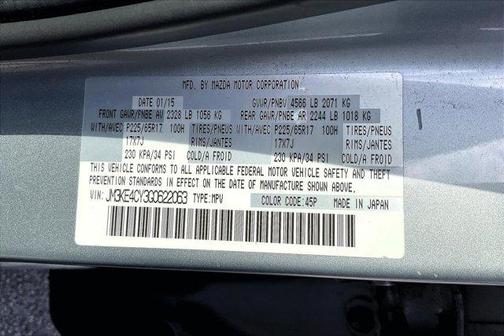 MFD. BY MAZDA MOTOR CORPORATION
DATE 01/15 GVWR/PNBV 4566 LB 2071 KG
FRONT GAWR/PNBE AV 2328 LB 1056 KG REAR GAWR/PNBE AR 2244 LB 1018 KG
WITH/AVEC P225/65R17 100H TIRES/PNEUS WITH/AVEC P225/65R17 100H TIRES/PNEUS
17X7J RIMS/JANTES 17X7J RIMS/JANTES
230 KPA/34 PSI COLD/A FROID 230 KPA/34 PSI COLD/A FROID
THIS VEHICLE CONFORMS TO ALL APPLICABLE FEDERAL MOTOR VEHICLE SAFETY AND THEFT
PREVENTION STANDARDS IN EFFECT ON THE DATE OF MANUFACTURE SHOWN ABOVE.
VIN: JM3KE4CY3G0622063 TYPE:MPV COLOR CODE:45P MADE IN JAPAN